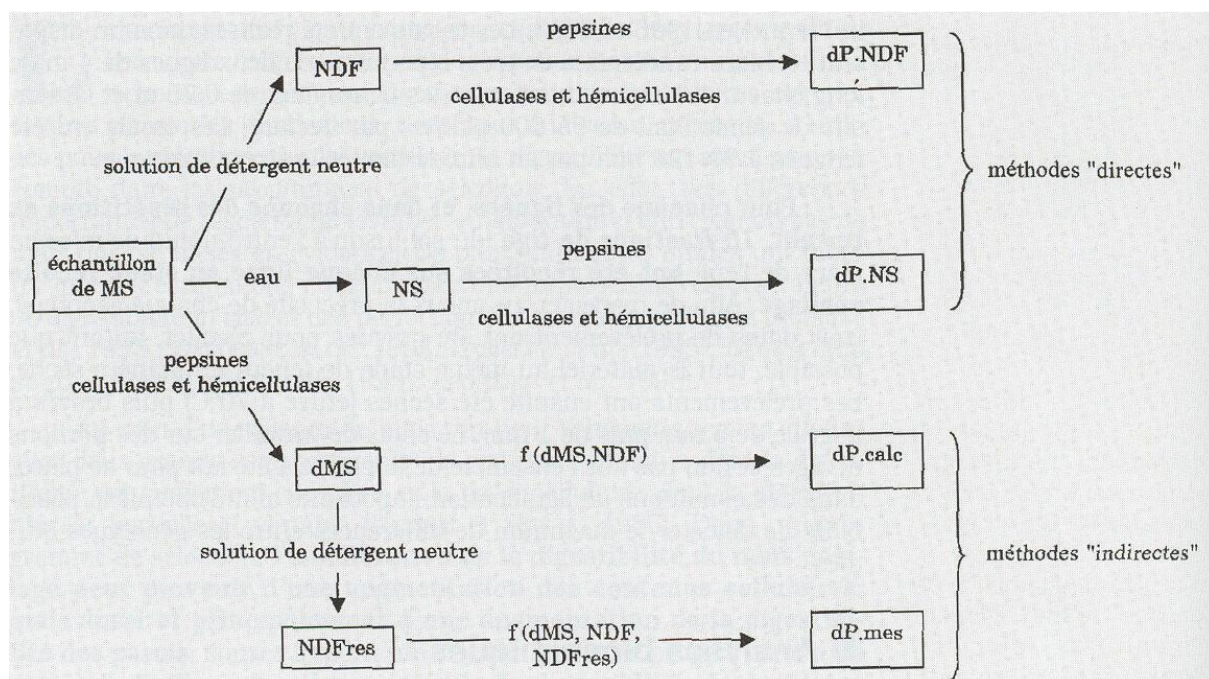 pepsines
NDF
dP.NDF
cellulases et hémicellulases
solution de détergent neutre
méthodes "directes"
pepsines
échantillon
de MS
eau
NS
dP.NS
cellulases et hémicellulases
pepsines
cellulases et hémicellulases
dMS
f(dMS,NDF)
dP.calc
solution de détergent neutre
méthodes "indirectes"
NDFres
f(dMS, NDF,
NDFres)
dP.mes